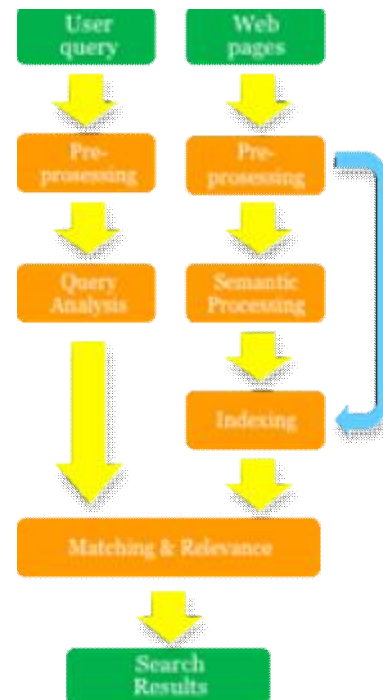 User
query
Web
pages
Pre-
prosessing
Pre-
prosessing
Query
Analysis
Semantic
Processing
Indexing
Matching & Relevance
Search
Results